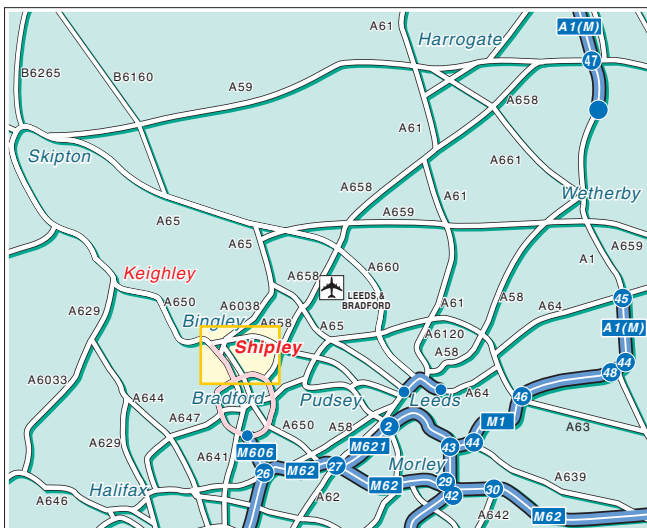 A61
Harrogate
A1(M)
47
B6265
B6160
A59
A658
A61
Skipton
A661
A658
A61
Wetherby
A65
A659
A65
A659
A1
Keighley
A658
A660
LEEDS &
BRADFORD
A629
A650
A6038
A61
A58
A64
45
Bingley
A658
A65
A6120
A1(M)
Shipley
A58
44
48
A6033
A644
Bradford
Pudsey
Leeds
A64
46
A647
A650
A58
2
M1
A63
A629
A641
M606
M621
43
44
26
M62
27
Morley
A639
A646
Halifax
A62
M62
29
30
42
A642
M62